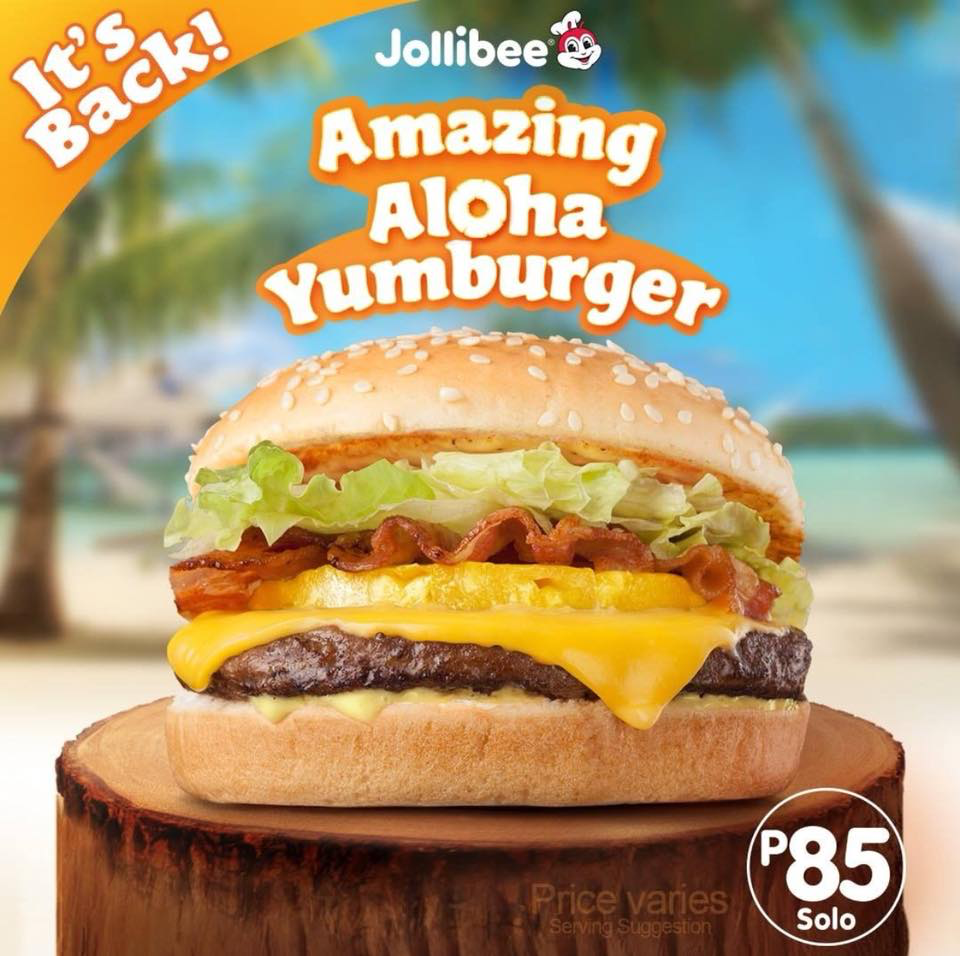 It's
Back!
Jollibee
Amazing
Aloha
Yumburger
Price varies
Serving Suggestion
P85
Solo